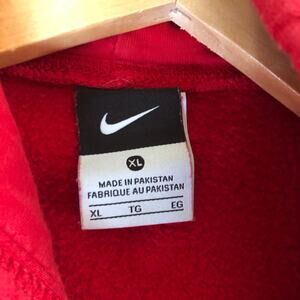 XL
MADE IN PAKISTAN
FABRIQUE AU PAKISTAN
XL TG EG